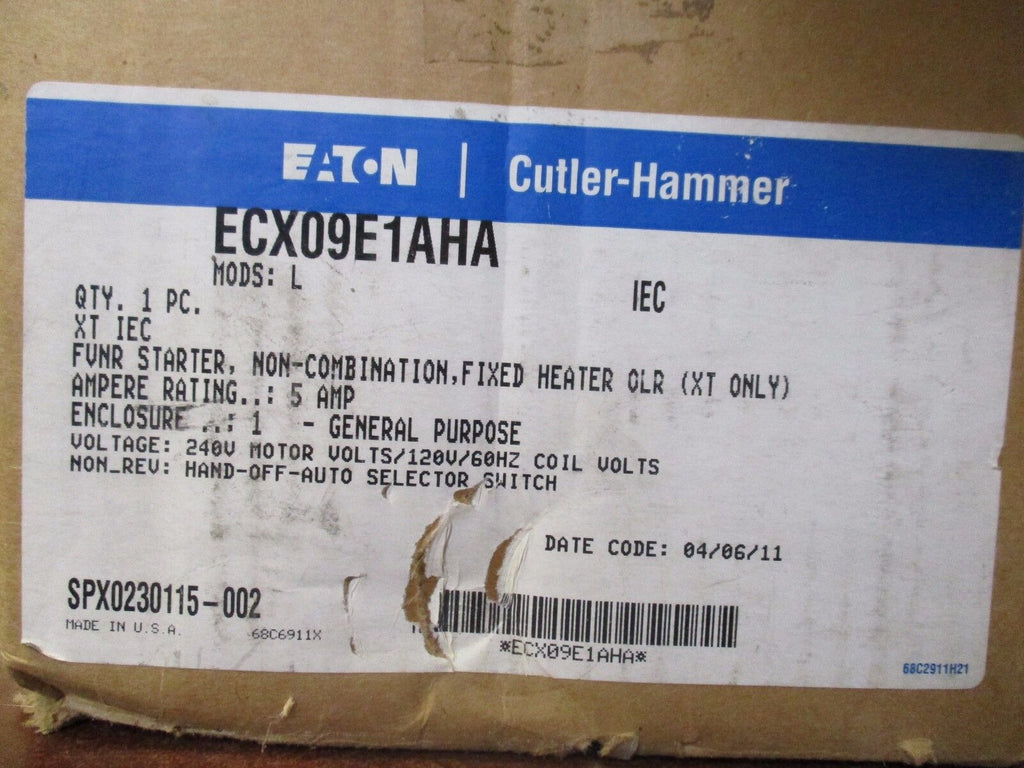 EATON | Cutler-Hammer
ECX09E1AHA
MODS: L
IEC
QTY. 1 PC.
XT IEC
FVNR STARTER, NON-COMBINATION,FIXED HEATER OLR (XT ONLY)
AMPERE RATING..: 5 AMP
ENCLOSURE ..: 1 - GENERAL PURPOSE
VOLTAGE: 240V MOTOR VOLTS/120V/60HZ COIL VOLTS
NON_REV: HAND-OFF-AUTO SELECTOR SWITCH
DATE CODE: 04/06/11
SPX0230115-002
MADE IN U.S.A.
68C6911X
*ECX09E1AHA*
68C2911H21